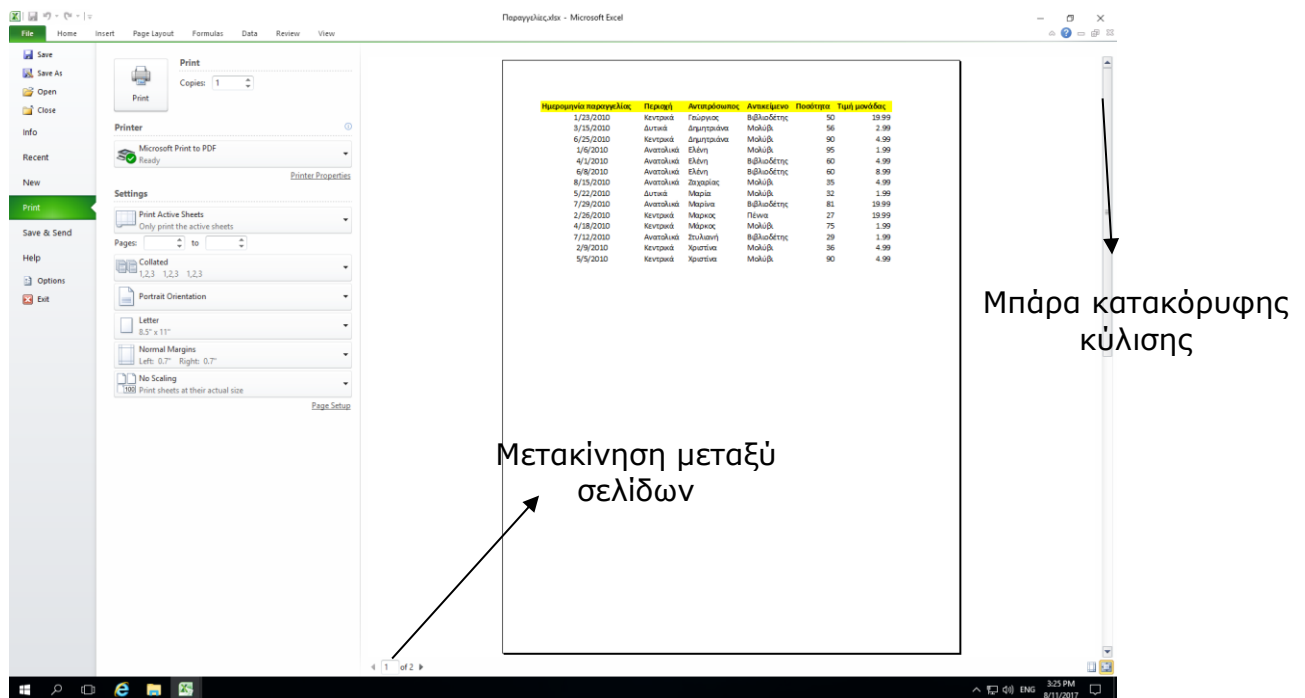 Παραγγελίες.xlsx - Microsoft Excel
File Home Insert Page Layout Formulas Data Review View
Save
Save As
Open
Close
Info
Recent
New
Print
Save & Send
Help
Options
Exit
Print
Print
Copies: 1
Printer
Microsoft Print to PDF
Ready
Printer Properties
Settings
Print Active Sheets
Only print the active sheets
Pages: to
Collated
1,2,3 1,2,3 1,2,3
Portrait Orientation
Letter
8.5" x 11"
Normal Margins
Left: 0.7" Right: 0.7"
No Scaling
100 Print sheets at their actual size
Page Setup
Ημερομηνία παραγγελίας Περιοχή Αντιπρόσωπος Αντικείμενο Ποσότητα Τιμή μονάδας
1/23/2010 Κεντρικά Γεώργιος Βιβλιοδέτης 50 19.99
3/15/2010 Δυτικά Δημητριάνα Μολύβι 56 2.99
6/25/2010 Κεντρικά Δημητριάνα Μολύβι 90 4.99
1/6/2010 Ανατολικά Ελένη Μολύβι 95 1.99
4/1/2010 Ανατολικά Ελένη Βιβλιοδέτης 60 4.99
6/8/2010 Ανατολικά Ελένη Βιβλιοδέτης 60 8.99
8/15/2010 Ανατολικά Ζαχαρίας Μολύβι 35 4.99
5/22/2010 Δυτικά Μαρία Μολύβι 32 1.99
7/29/2010 Ανατολικά Μαρίνα Βιβλιοδέτης 81 19.99
2/26/2010 Κεντρικά Μαρκος Πέννα 27 19.99
4/18/2010 Κεντρικά Μάρκος Μολύβι 75 1.99
7/12/2010 Ανατολικά Στυλιανή Βιβλιοδέτης 29 1.99
2/9/2010 Κεντρικά Χριστίνα Μολύβι 36 4.99
5/5/2010 Κεντρικά Χριστίνα Μολύβι 90 4.99
Μπάρα κατακόρυφης
κύλισης
Μετακίνηση μεταξύ
σελίδων
1 of 2
ENG 3:25 PM
8/11/2017